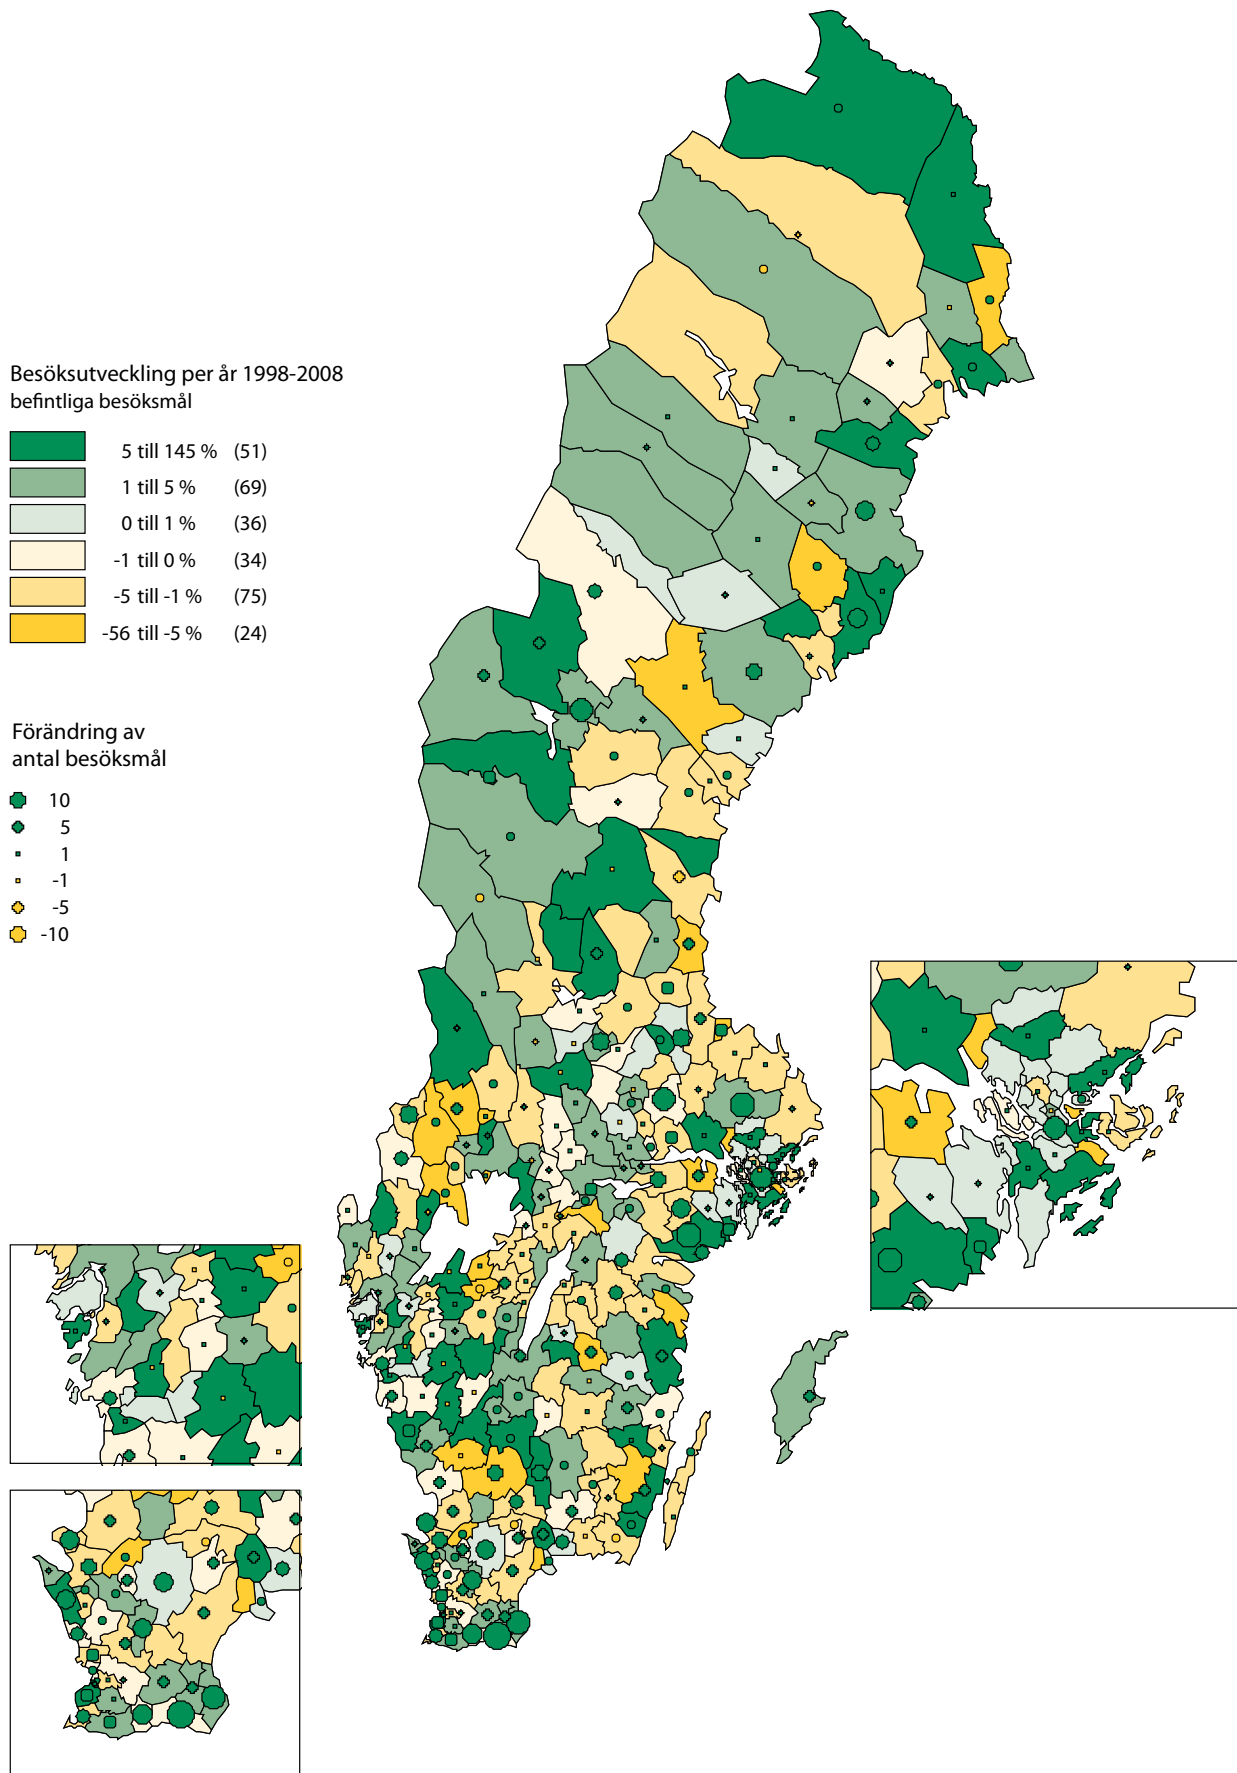 Besöksutveckling per år 1998-2008
befintliga besöksmål
5 till 145 % (51)
1 till 5 % (69)
0 till 1 % (36)
-1 till 0 % (34)
-5 till -1 % (75)
-56 till -5 % (24)
Förändring av
antal besöksmål
10
5
1
-1
-5
-10